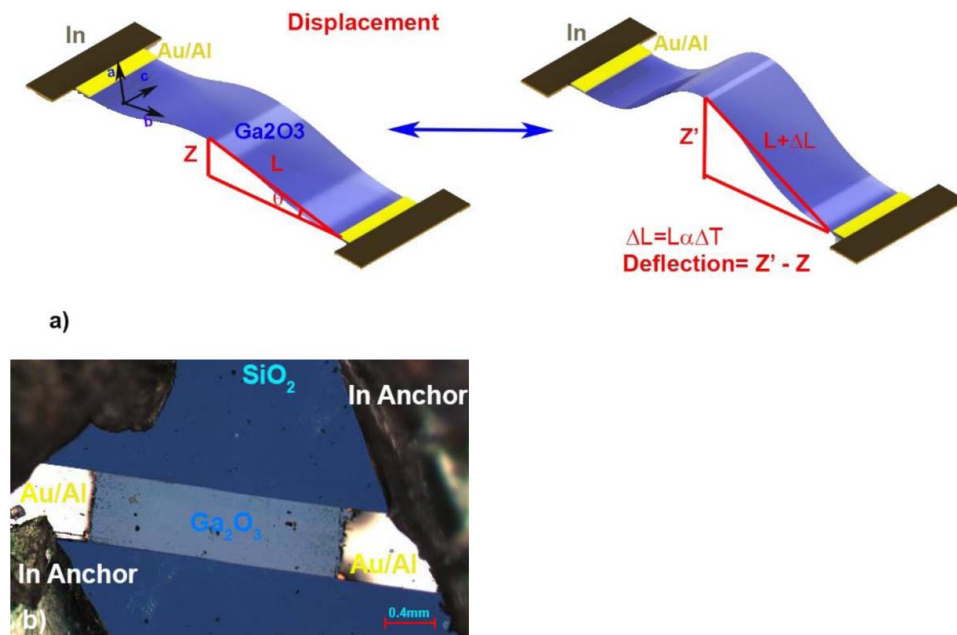 Displacement
In
Au/Al
a
c
b
Ga2O3
Z
L
In
Au/Al
Z’
L+ΔL
ΔL=LαΔT
Deflection= Z’ - Z
a)
SiO₂
In Anchor
Au/Al
Ga₂O₃
Au/Al
In Anchor
b)
0.4mm